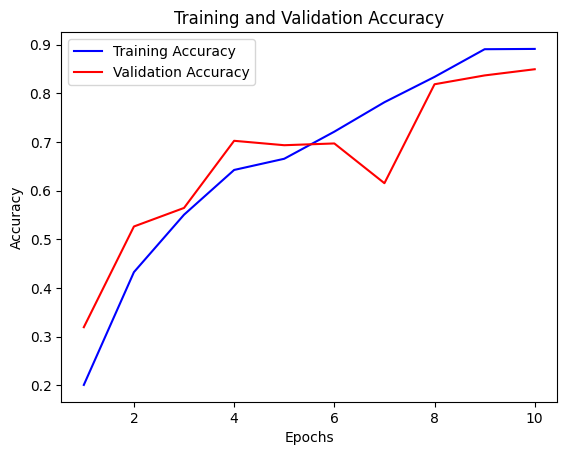 Training and Validation Accuracy
Training Accuracy
Validation Accuracy
Accuracy
0.9
0.8
0.7
0.6
0.5
0.4
0.3
0.2
2 4 6 8 10
Epochs